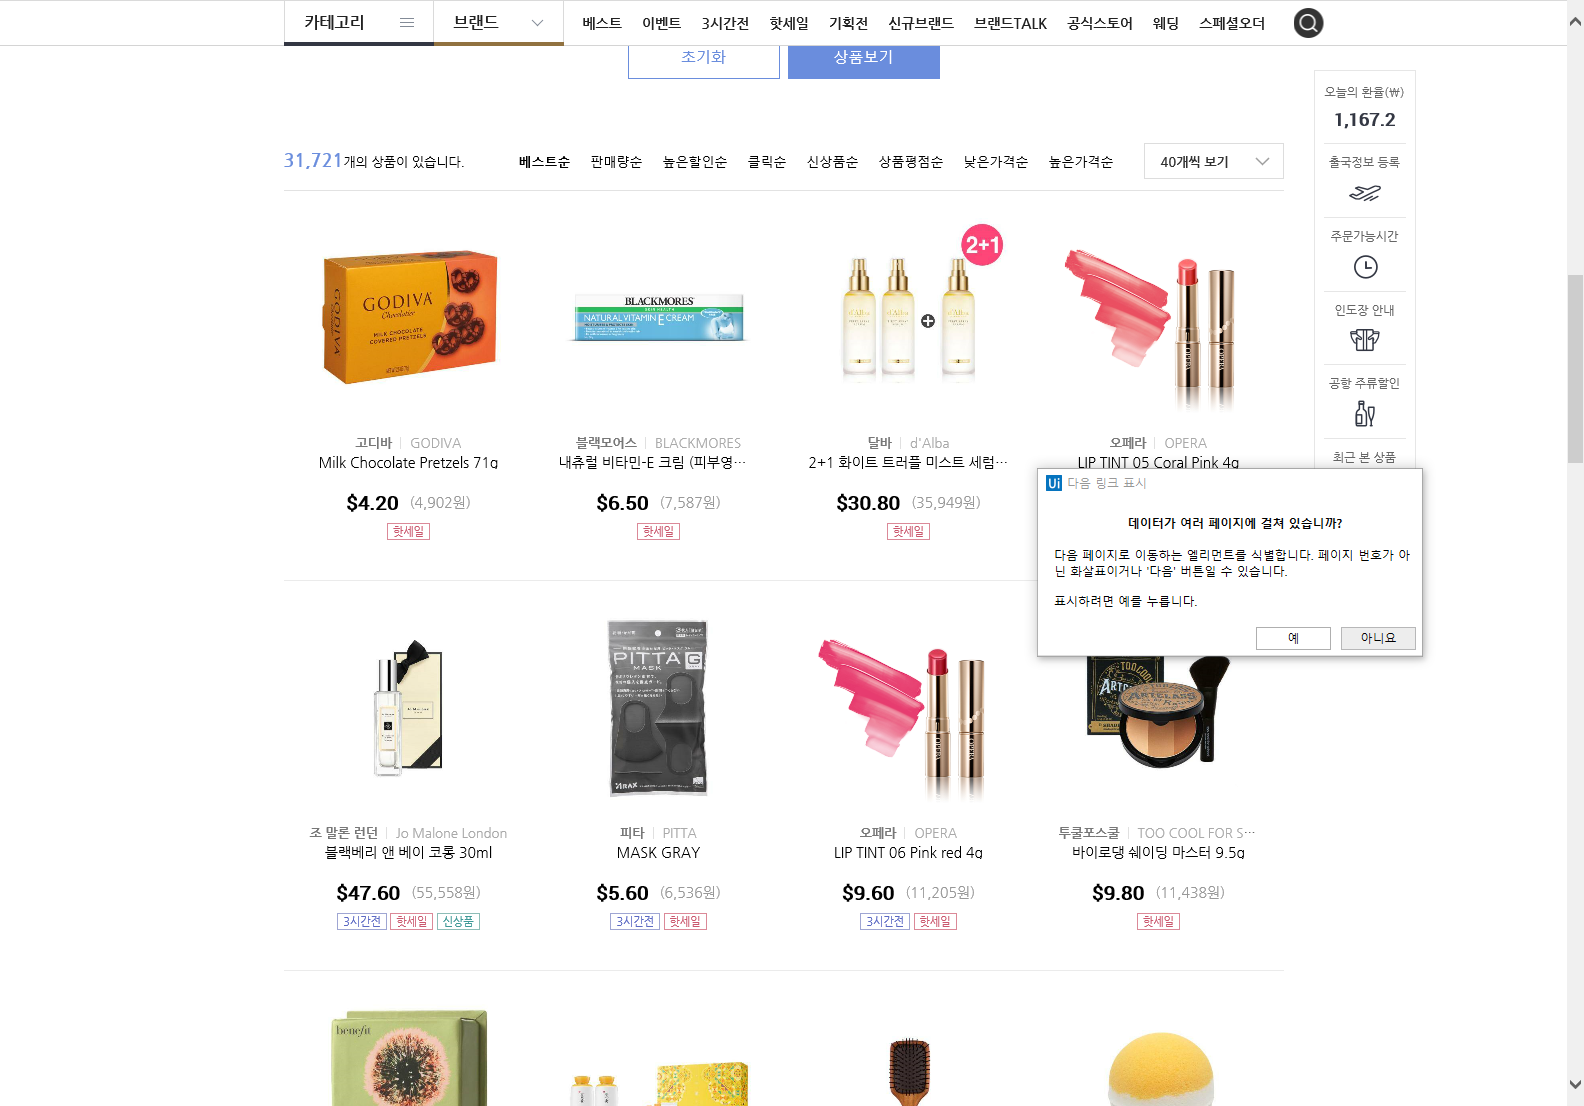 카테고리
브랜드
베스트 이벤트 3시간전 핫세일 기획전 신규브랜드 브랜드TALK 공식스토어 웨딩 스페셜오더
초기화
상품보기
오늘의 환율(₩)
1,167.2
출국정보 등록
주문가능시간
인도장 안내
공항 주류할인
최근 본 상품
31,721개의 상품이 있습니다.
베스트순 판매량순 높은할인순 클릭순 신상품순 상품평점순 낮은가격순 높은가격순
40개씩 보기
GODIVA
Chocolatier
MILK CHOCOLATE
COVERED PRETZELS
GODIVA
BLACKMORES
NATURAL VITAMIN E CREAM
2+1
d'Alba
d'Alba
d'Alba
OPERA
OPERA
고디바 | GODIVA
Milk Chocolate Pretzels 71g
$4.20 (4,902원)
핫세일
블랙모어스 | BLACKMORES
내츄럴 비타민-E 크림 (피부영…
$6.50 (7,587원)
핫세일
달바 | d'Alba
2+1 화이트 트러플 미스트 세럼…
$30.80 (35,949원)
핫세일
오페라 | OPERA
LIP TINT 05 Coral Pink 4g
Ui 다음 링크 표시
데이터가 여러 페이지에 걸쳐 있습니까?
다음 페이지로 이동하는 엘리먼트를 식별합니다. 페이지 번호가 아
닌 화살표이거나 '다음' 버튼일 수 있습니다.
표시하려면 예를 누릅니다.
예
아니요
PITTA G
MASK
ARAX
OPERA
OPERA
TOO COOL
ARTCLASS
조 말론 런던 | Jo Malone London
블랙베리 앤 베이 코롱 30ml
$47.60 (55,558원)
3시간전 핫세일 신상품
피타 | PITTA
MASK GRAY
$5.60 (6,536원)
3시간전 핫세일
오페라 | OPERA
LIP TINT 06 Pink red 4g
$9.60 (11,205원)
3시간전 핫세일
투쿨포스쿨 | TOO COOL FOR S…
바이로댕 쉐이딩 마스터 9.5g
$9.80 (11,438원)
핫세일
benefit